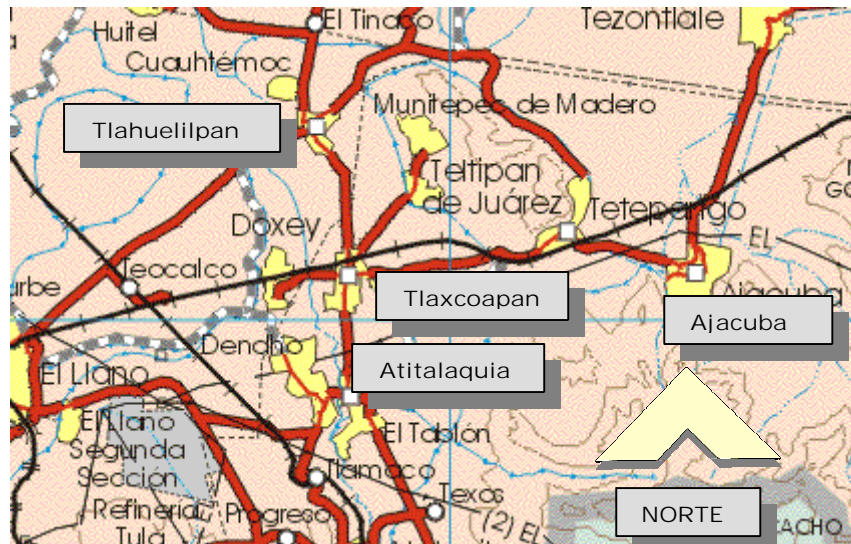 El Tinaco
Tezontlale
Huitel
Cuauhtémoc
Munitepec de Madero
Tlahuelilpan
Teltipan
de Juárez
Tetepango
Doxey
EL
Teocalco
Tlaxcoapan
Ajacuba
Ajacuba
Dendho
Atitalaquia
El Llano
El Llano
Segunda
Sección
El Tablón
Tlamaco
Texas
Refineria
Tula
Progreso
(2) EL
NORTE